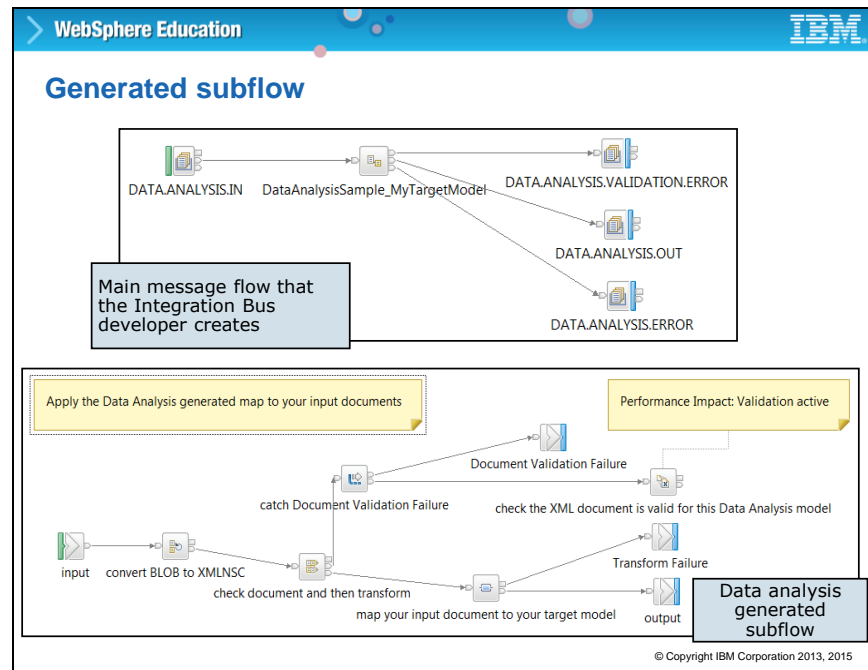 WebSphere Education
IBM
Generated subflow
DATA.ANALYSIS.IN
DataAnalysisSample_MyTargetModel
DATA.ANALYSIS.VALIDATION.ERROR
DATA.ANALYSIS.OUT
DATA.ANALYSIS.ERROR
Main message flow that
the Integration Bus
developer creates
Apply the Data Analysis generated map to your input documents
Performance Impact: Validation active
Document Validation Failure
catch Document Validation Failure
check the XML document is valid for this Data Analysis model
input
convert BLOB to XMLNSC
check document and then transform
Transform Failure
map your input document to your target model
output
Data analysis
generated
subflow
© Copyright IBM Corporation 2013, 2015